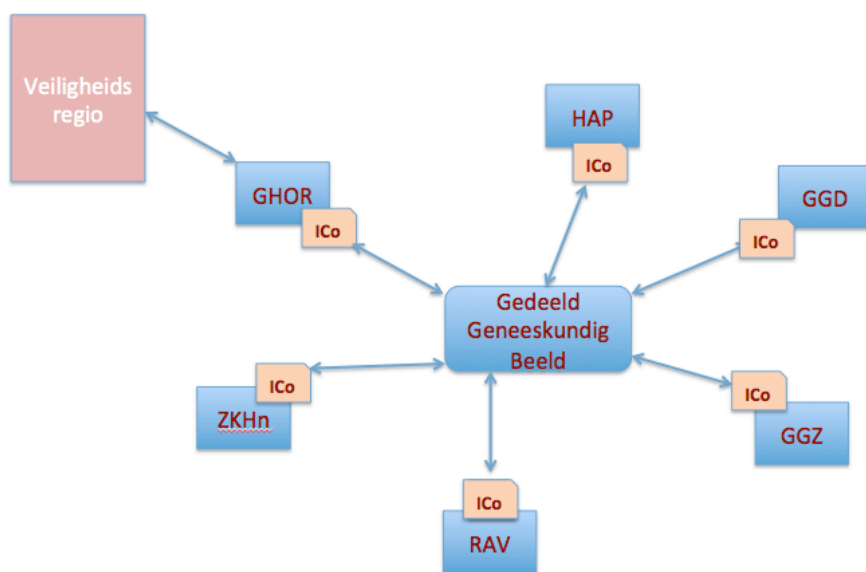 Veiligheids
regio
HAP
ICo
GHOR
ICo
GGD
ICo
Gedeeld
Geneeskundig
Beeld
ICo
ZKHn
ICo
GGZ
ICo
RAV